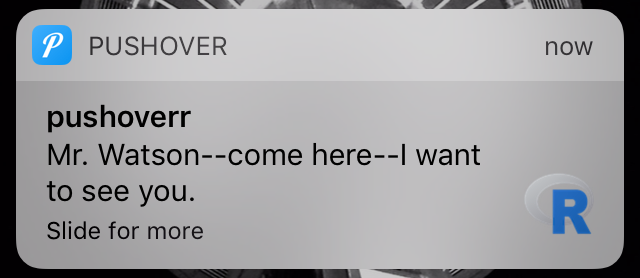 P PUSHOVER now
pushoverr
Mr. Watson--come here--I want
to see you.
Slide for more
R